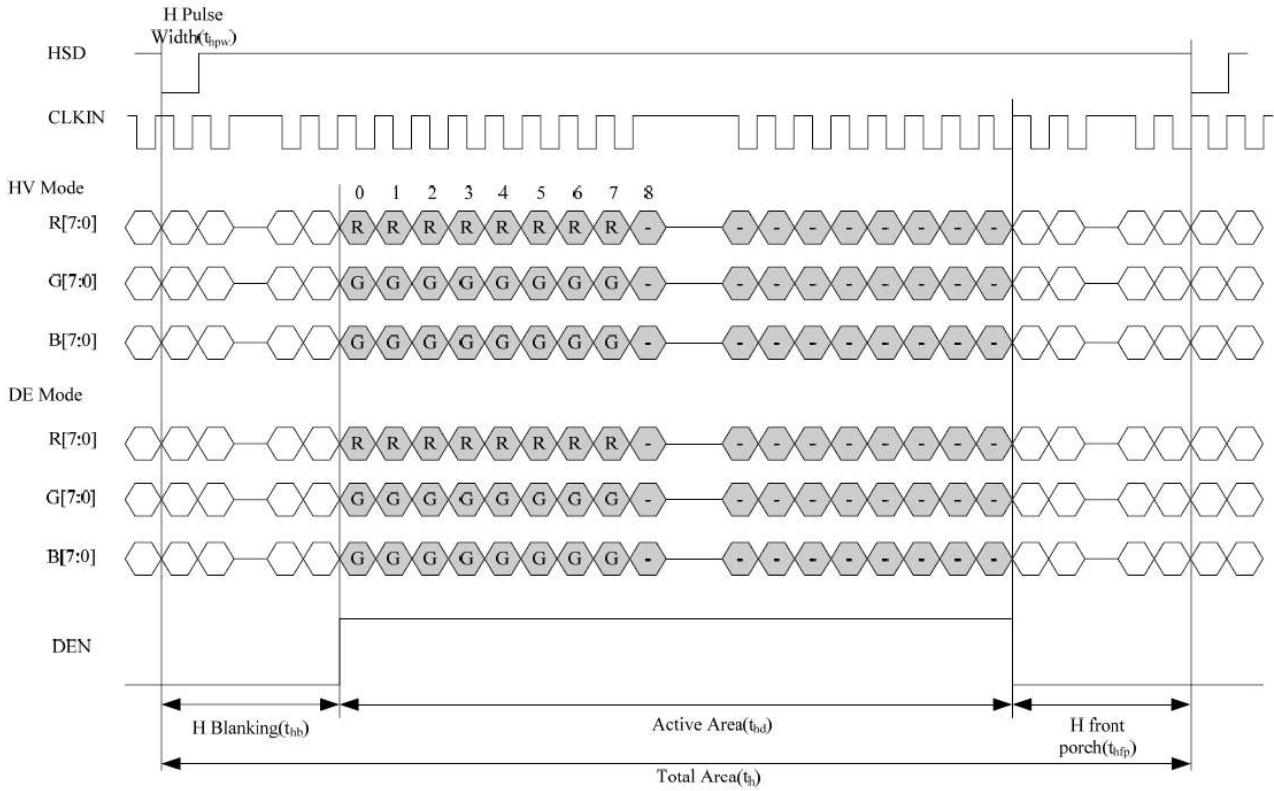 H Pulse
Width(thpw)
HSD
CLKIN
HV Mode
0 1 2 3 4 5 6 7 8
R[7:0] R R R R R R R R - - - - - - - - -
G[7:0] G G G G G G G G - - - - - - - - -
B[7:0] G G G G G G G G - - - - - - - - -
DE Mode
R[7:0] R R R R R R R R - - - - - - - - -
G[7:0] G G G G G G G G - - - - - - - - -
B[7:0] G G G G G G G G - - - - - - - - -
DEN
H Blanking(thb) Active Area(thd) H front
porch(thfp)
Total Area(th)